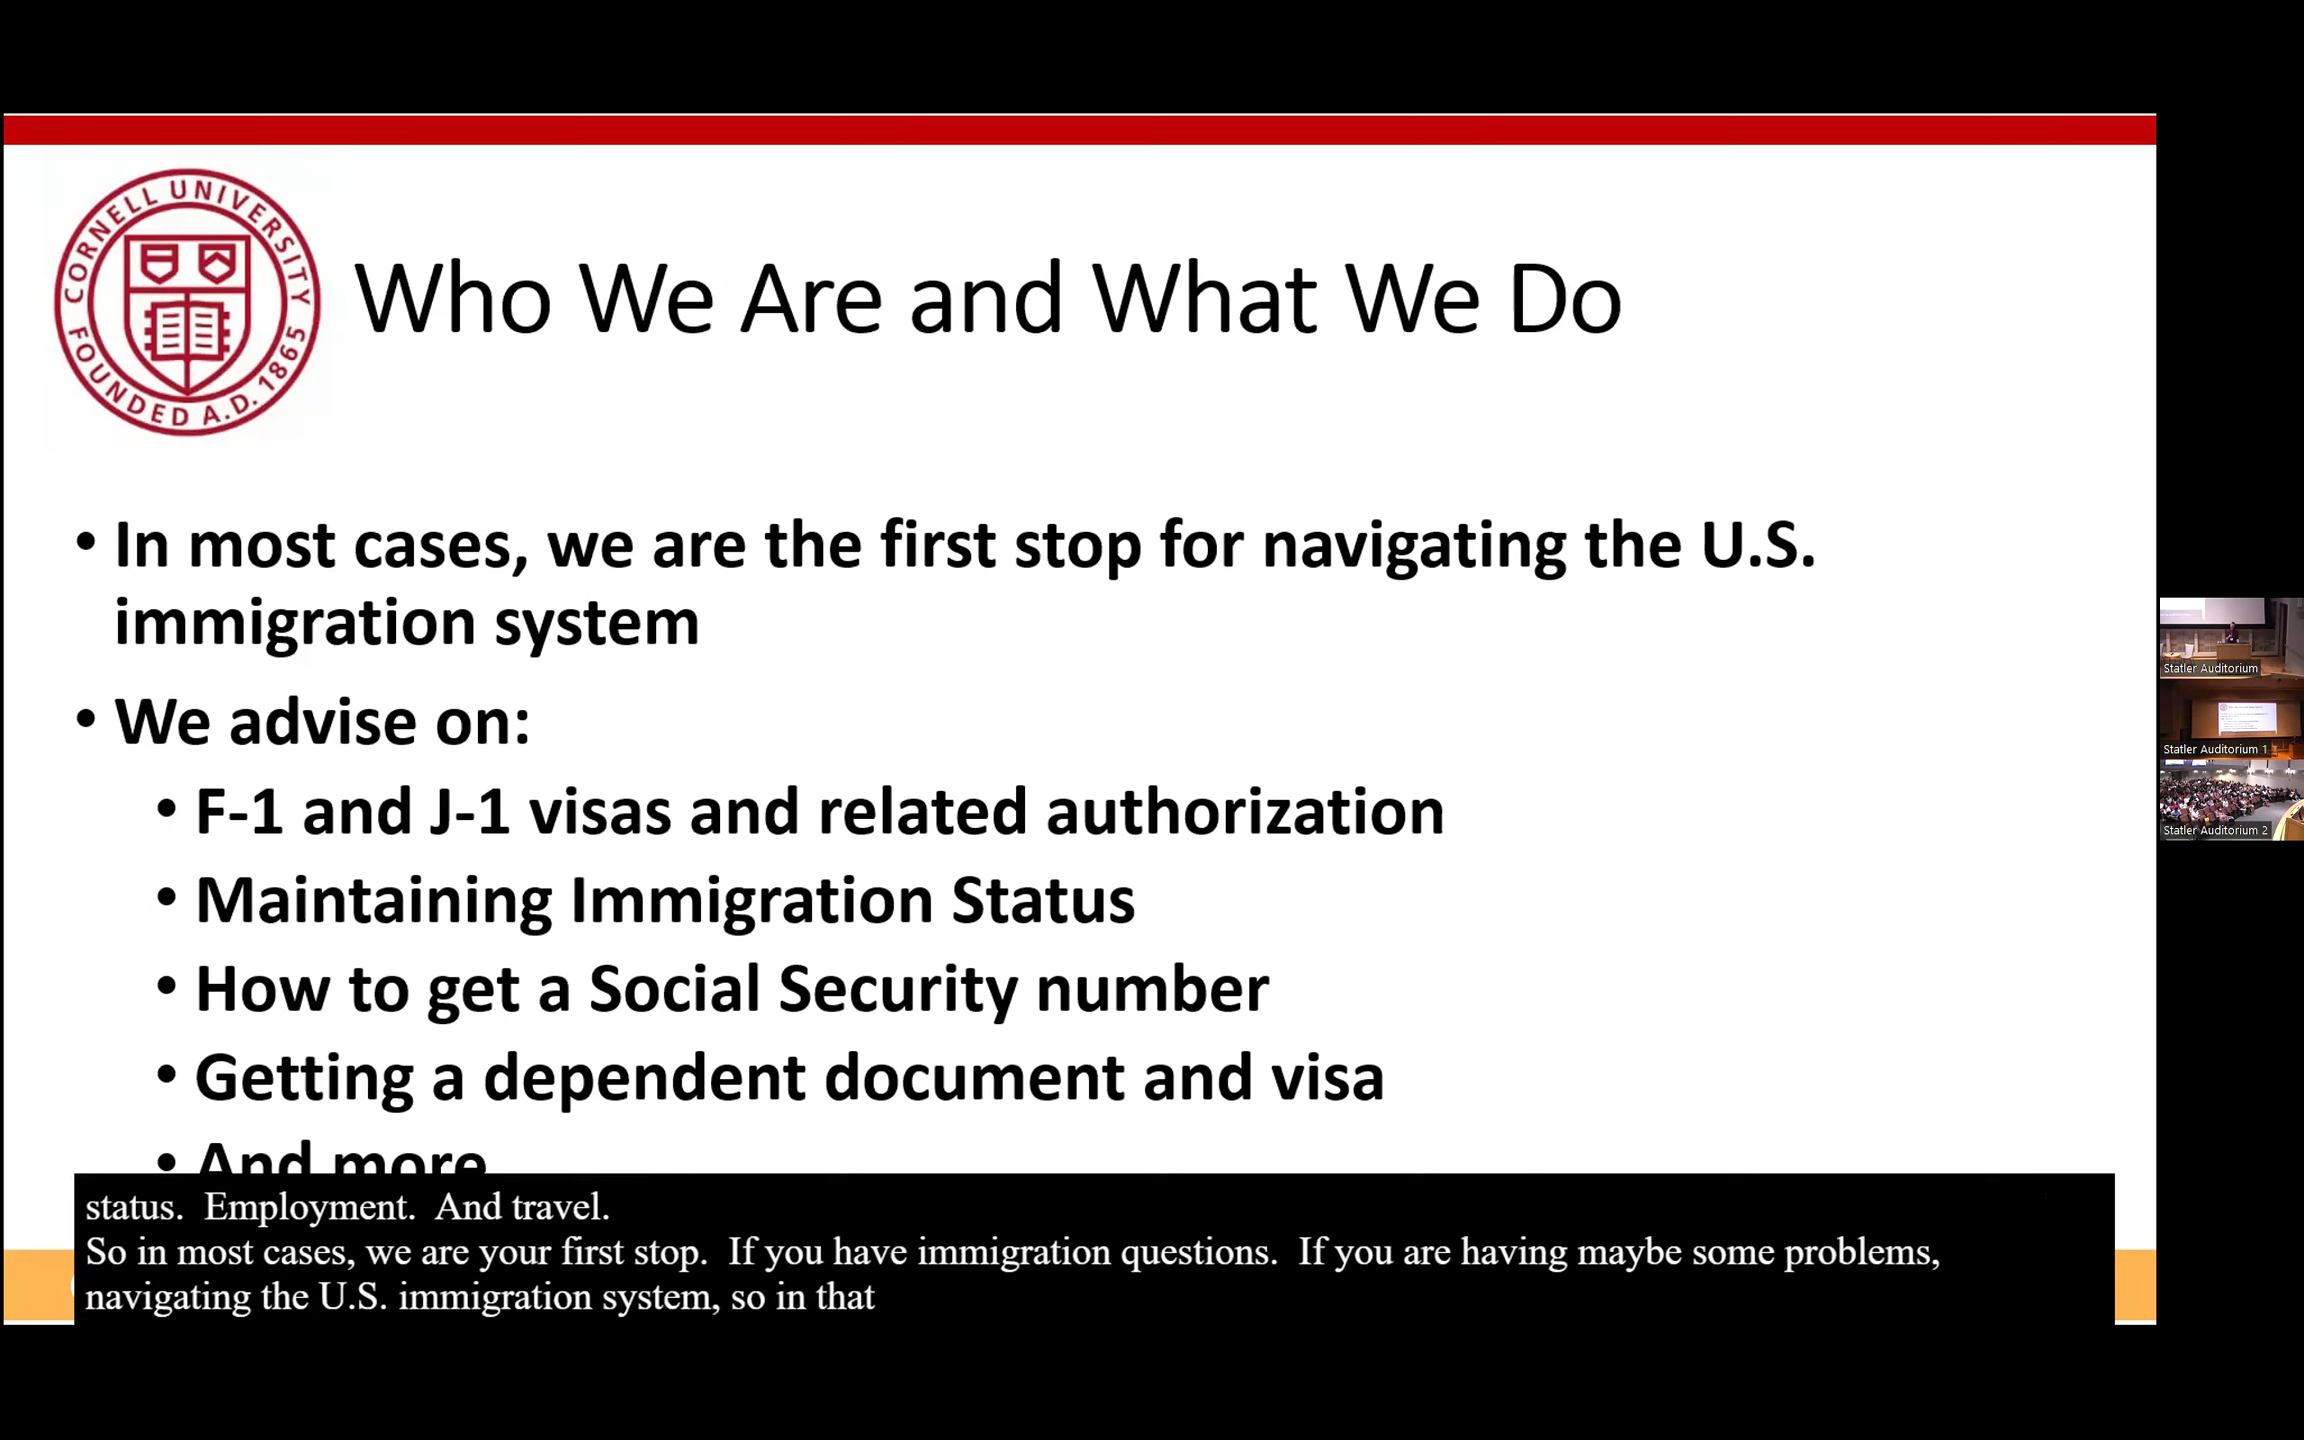 CORNELL UNIVERSITY
FOUNDED A.D. 1865
Who We Are and What We Do
• In most cases, we are the first stop for navigating the U.S.
immigration system
• We advise on:
• F-1 and J-1 visas and related authorization
• Maintaining Immigration Status
• How to get a Social Security number
• Getting a dependent document and visa
• And more
status.  Employment.  And travel.
So in most cases, we are your first stop.  If you have immigration questions.  If you are having maybe some problems,
navigating the U.S. immigration system, so in that
Statler Auditorium
Statler Auditorium 1
Statler Auditorium 2